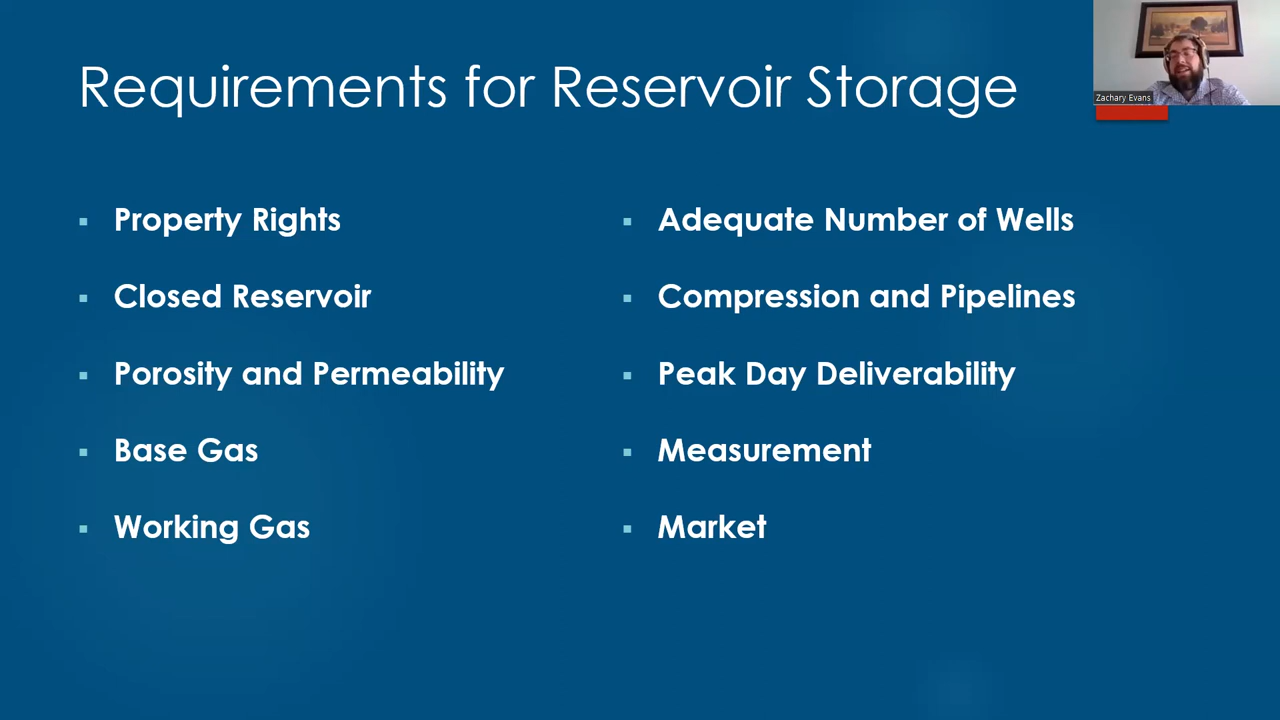 Requirements for Reservoir Storage
Zachary Evans
Property Rights
Closed Reservoir
Porosity and Permeability
Base Gas
Working Gas
Adequate Number of Wells
Compression and Pipelines
Peak Day Deliverability
Measurement
Market